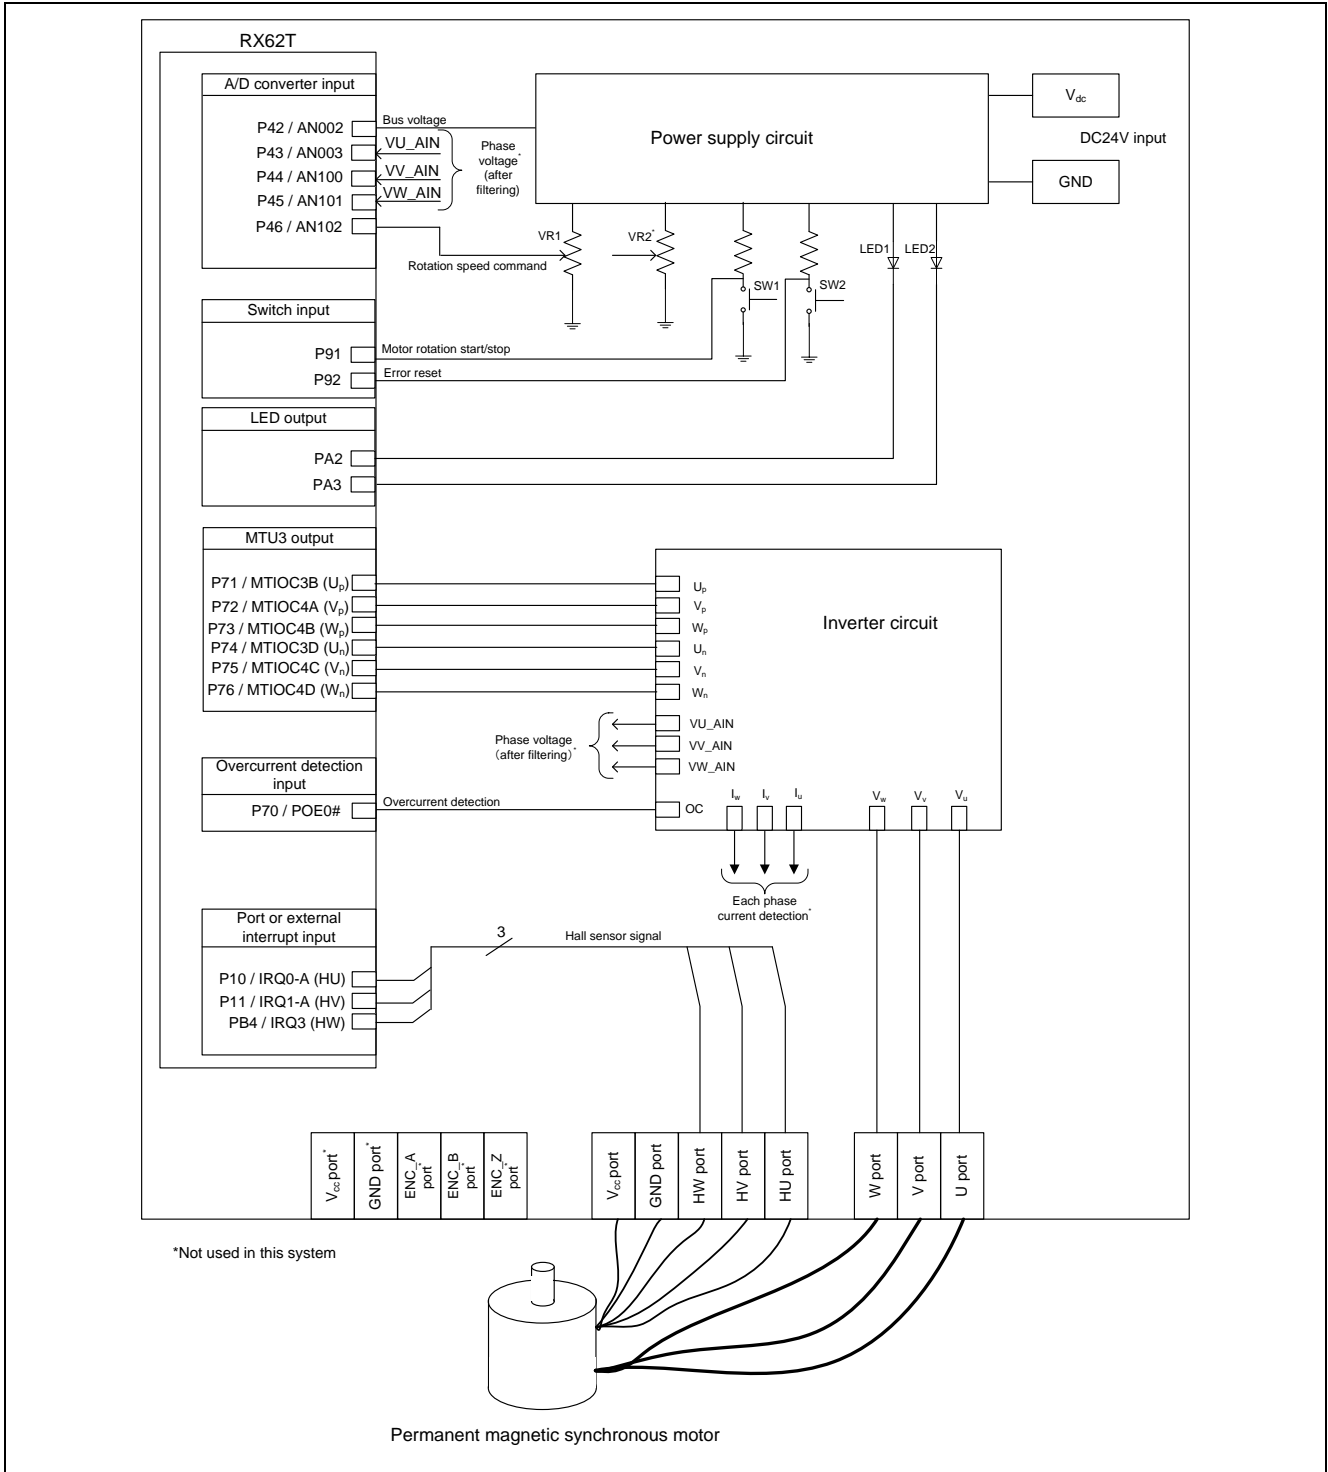 RX62T
A/D converter input
P42 / AN002
P43 / AN003
P44 / AN100
P45 / AN101
P46 / AN102
Bus voltage
VU_AIN
VV_AIN
VW_AIN
Phase
voltage*
(after
filtering)
Rotation speed command
Power supply circuit
Vdc
DC24V input
GND
VR1
VR2*
SW1
SW2
LED1
LED2
Switch input
P91
P92
Motor rotation start/stop
Error reset
LED output
PA2
PA3
MTU3 output
P71 / MTIOC3B (Up)
P72 / MTIOC4A (Vp)
P73 / MTIOC4B (Wp)
P74 / MTIOC3D (Un)
P75 / MTIOC4C (Vn)
P76 / MTIOC4D (Wn)
Inverter circuit
Up
Vp
Wp
Un
Vn
Wn
VU_AIN
VV_AIN
VW_AIN
Phase voltage
(after filtering)*
OC
Iw
Iv
Iu
Vw
Vv
Vu
Overcurrent detection
input
P70 / POE0#
Overcurrent detection
Each phase
current detection*
Port or external
interrupt input
P10 / IRQ0-A (HU)
P11 / IRQ1-A (HV)
PB4 / IRQ3 (HW)
3
Hall sensor signal
Vcc port*
GND port*
ENC_A
port*
ENC_B
port*
ENC_Z
port*
Vcc port
GND port
HW port
HV port
HU port
W port
V port
U port
*Not used in this system
Permanent magnetic synchronous motor